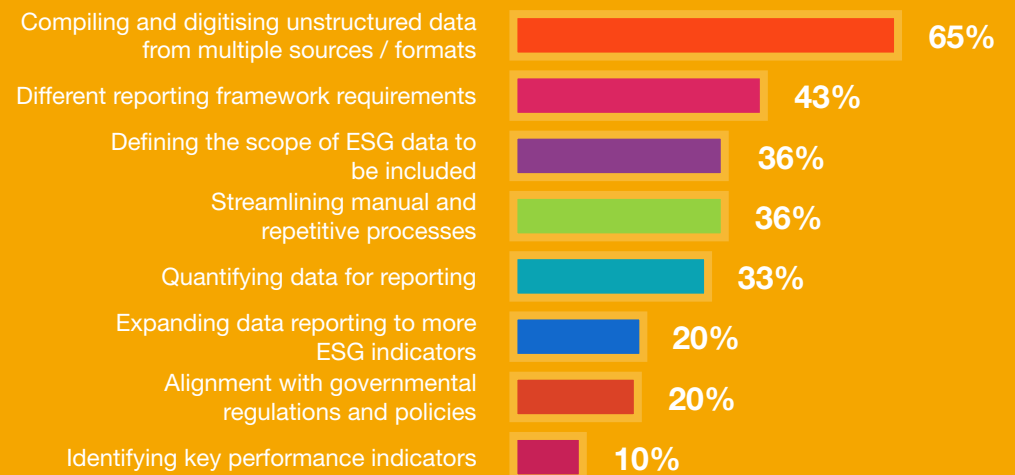 Compiling and digitising unstructured data
from multiple sources / formats
65%
Different reporting framework requirements
43%
Defining the scope of ESG data to
be included
36%
Streamlining manual and
repetitive processes
36%
Quantifying data for reporting
33%
Expanding data reporting to more
ESG indicators
20%
Alignment with governmental
regulations and policies
20%
Identifying key performance indicators
10%